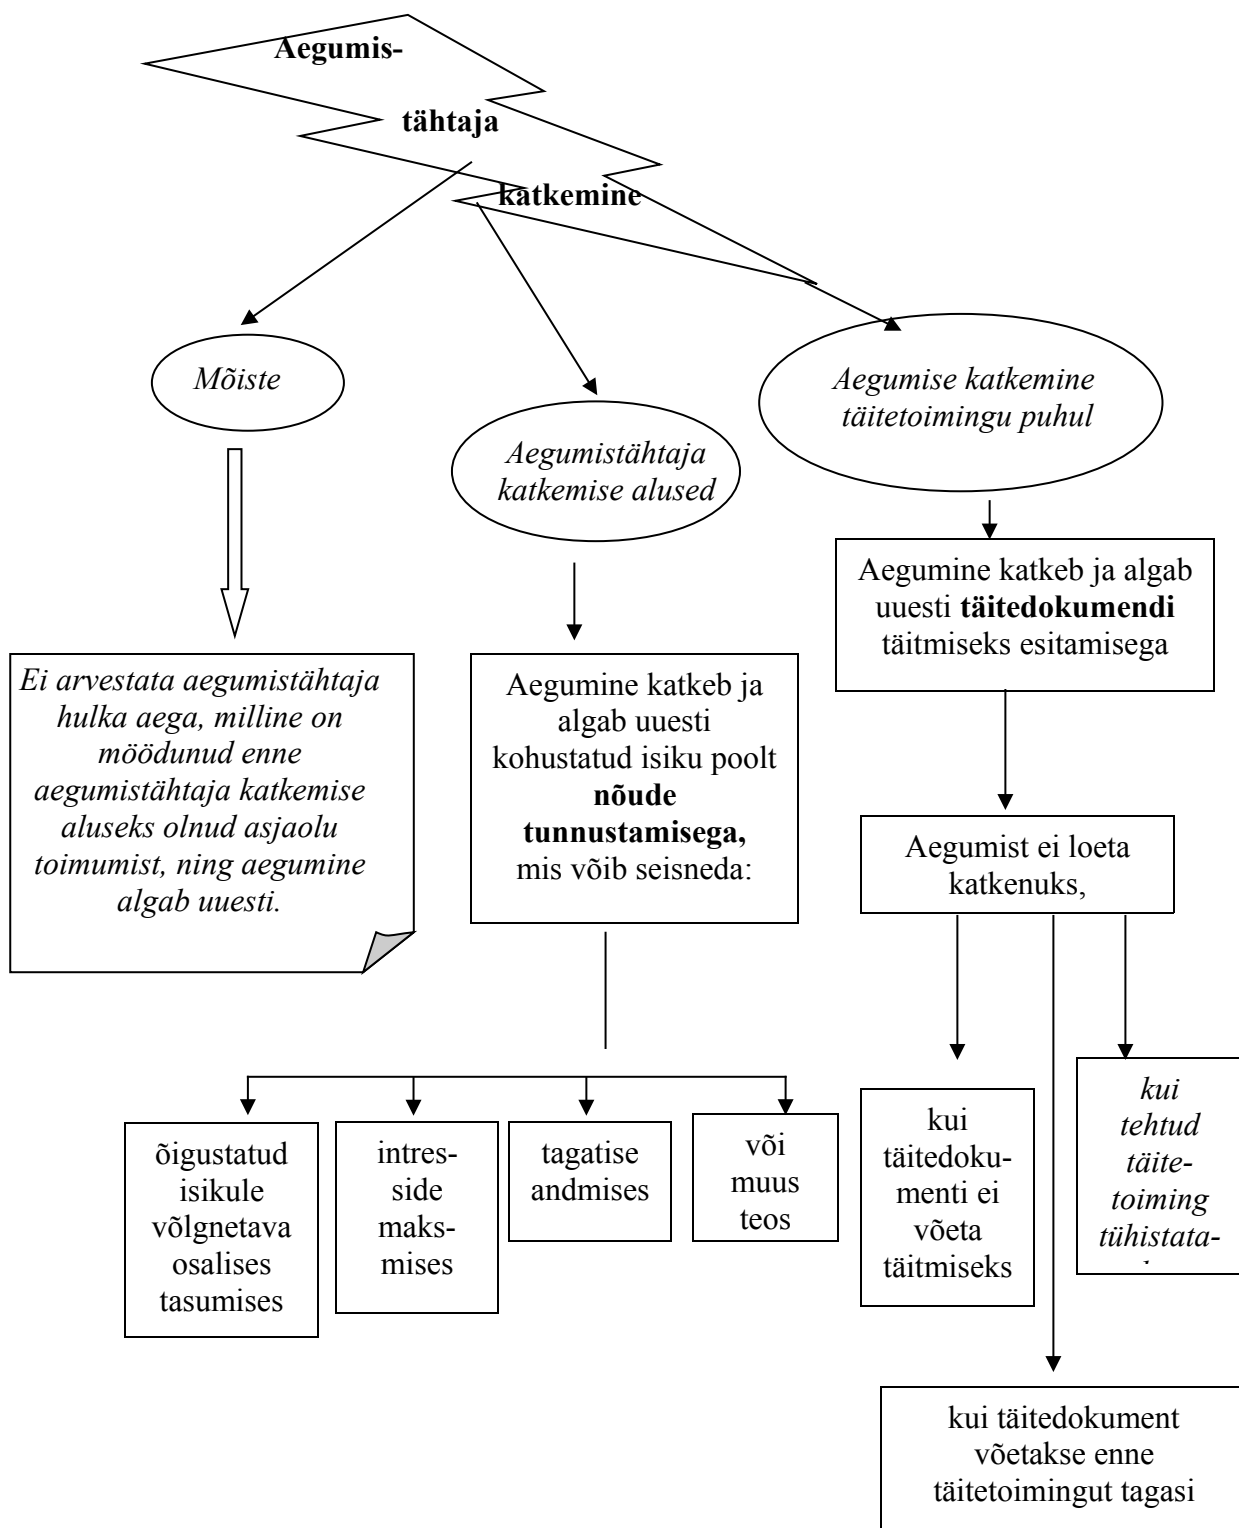 Aegumis-
tähtaja
katkemine
Mõiste
Aegumistähtaja
katkemise alused
Aegumise katkemine
täitetoimingu puhul
Ei arvestata aegumistähtaja
hulka aega, milline on
möödunud enne
aegumistähtaja katkemise
aluseks olnud asjaolu
toimumist, ning aegumine
algab uuesti.
Aegumine katkeb ja
algab uuesti
kohustatud isiku poolt
nõude
tunnustamisega,
mis võib seisneda:
Aegumine katkeb ja algab
uuesti täitedokumendi
täitmiseks esitamisega
Aegumist ei loeta
katkenuks,
õigustatud
isikule
võlgnetava
osalises
tasumises
intres-
side
maks-
mises
tagatise
andmises
või
muus
teos
kui
täitedoku-
menti ei
võeta
täitmiseks
kui
tehtud
täite-
toiming
tühistata-
kui täitedokument
võetakse enne
täitetoimingut tagasi